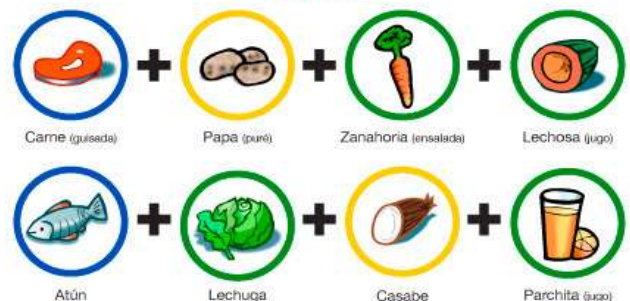 Carne (guisada)
Papa (puré)
Zanahoria (ensalada)
Lechosa (jugo)
Atún
Lechuga
Casabe
Parchita (jugo)